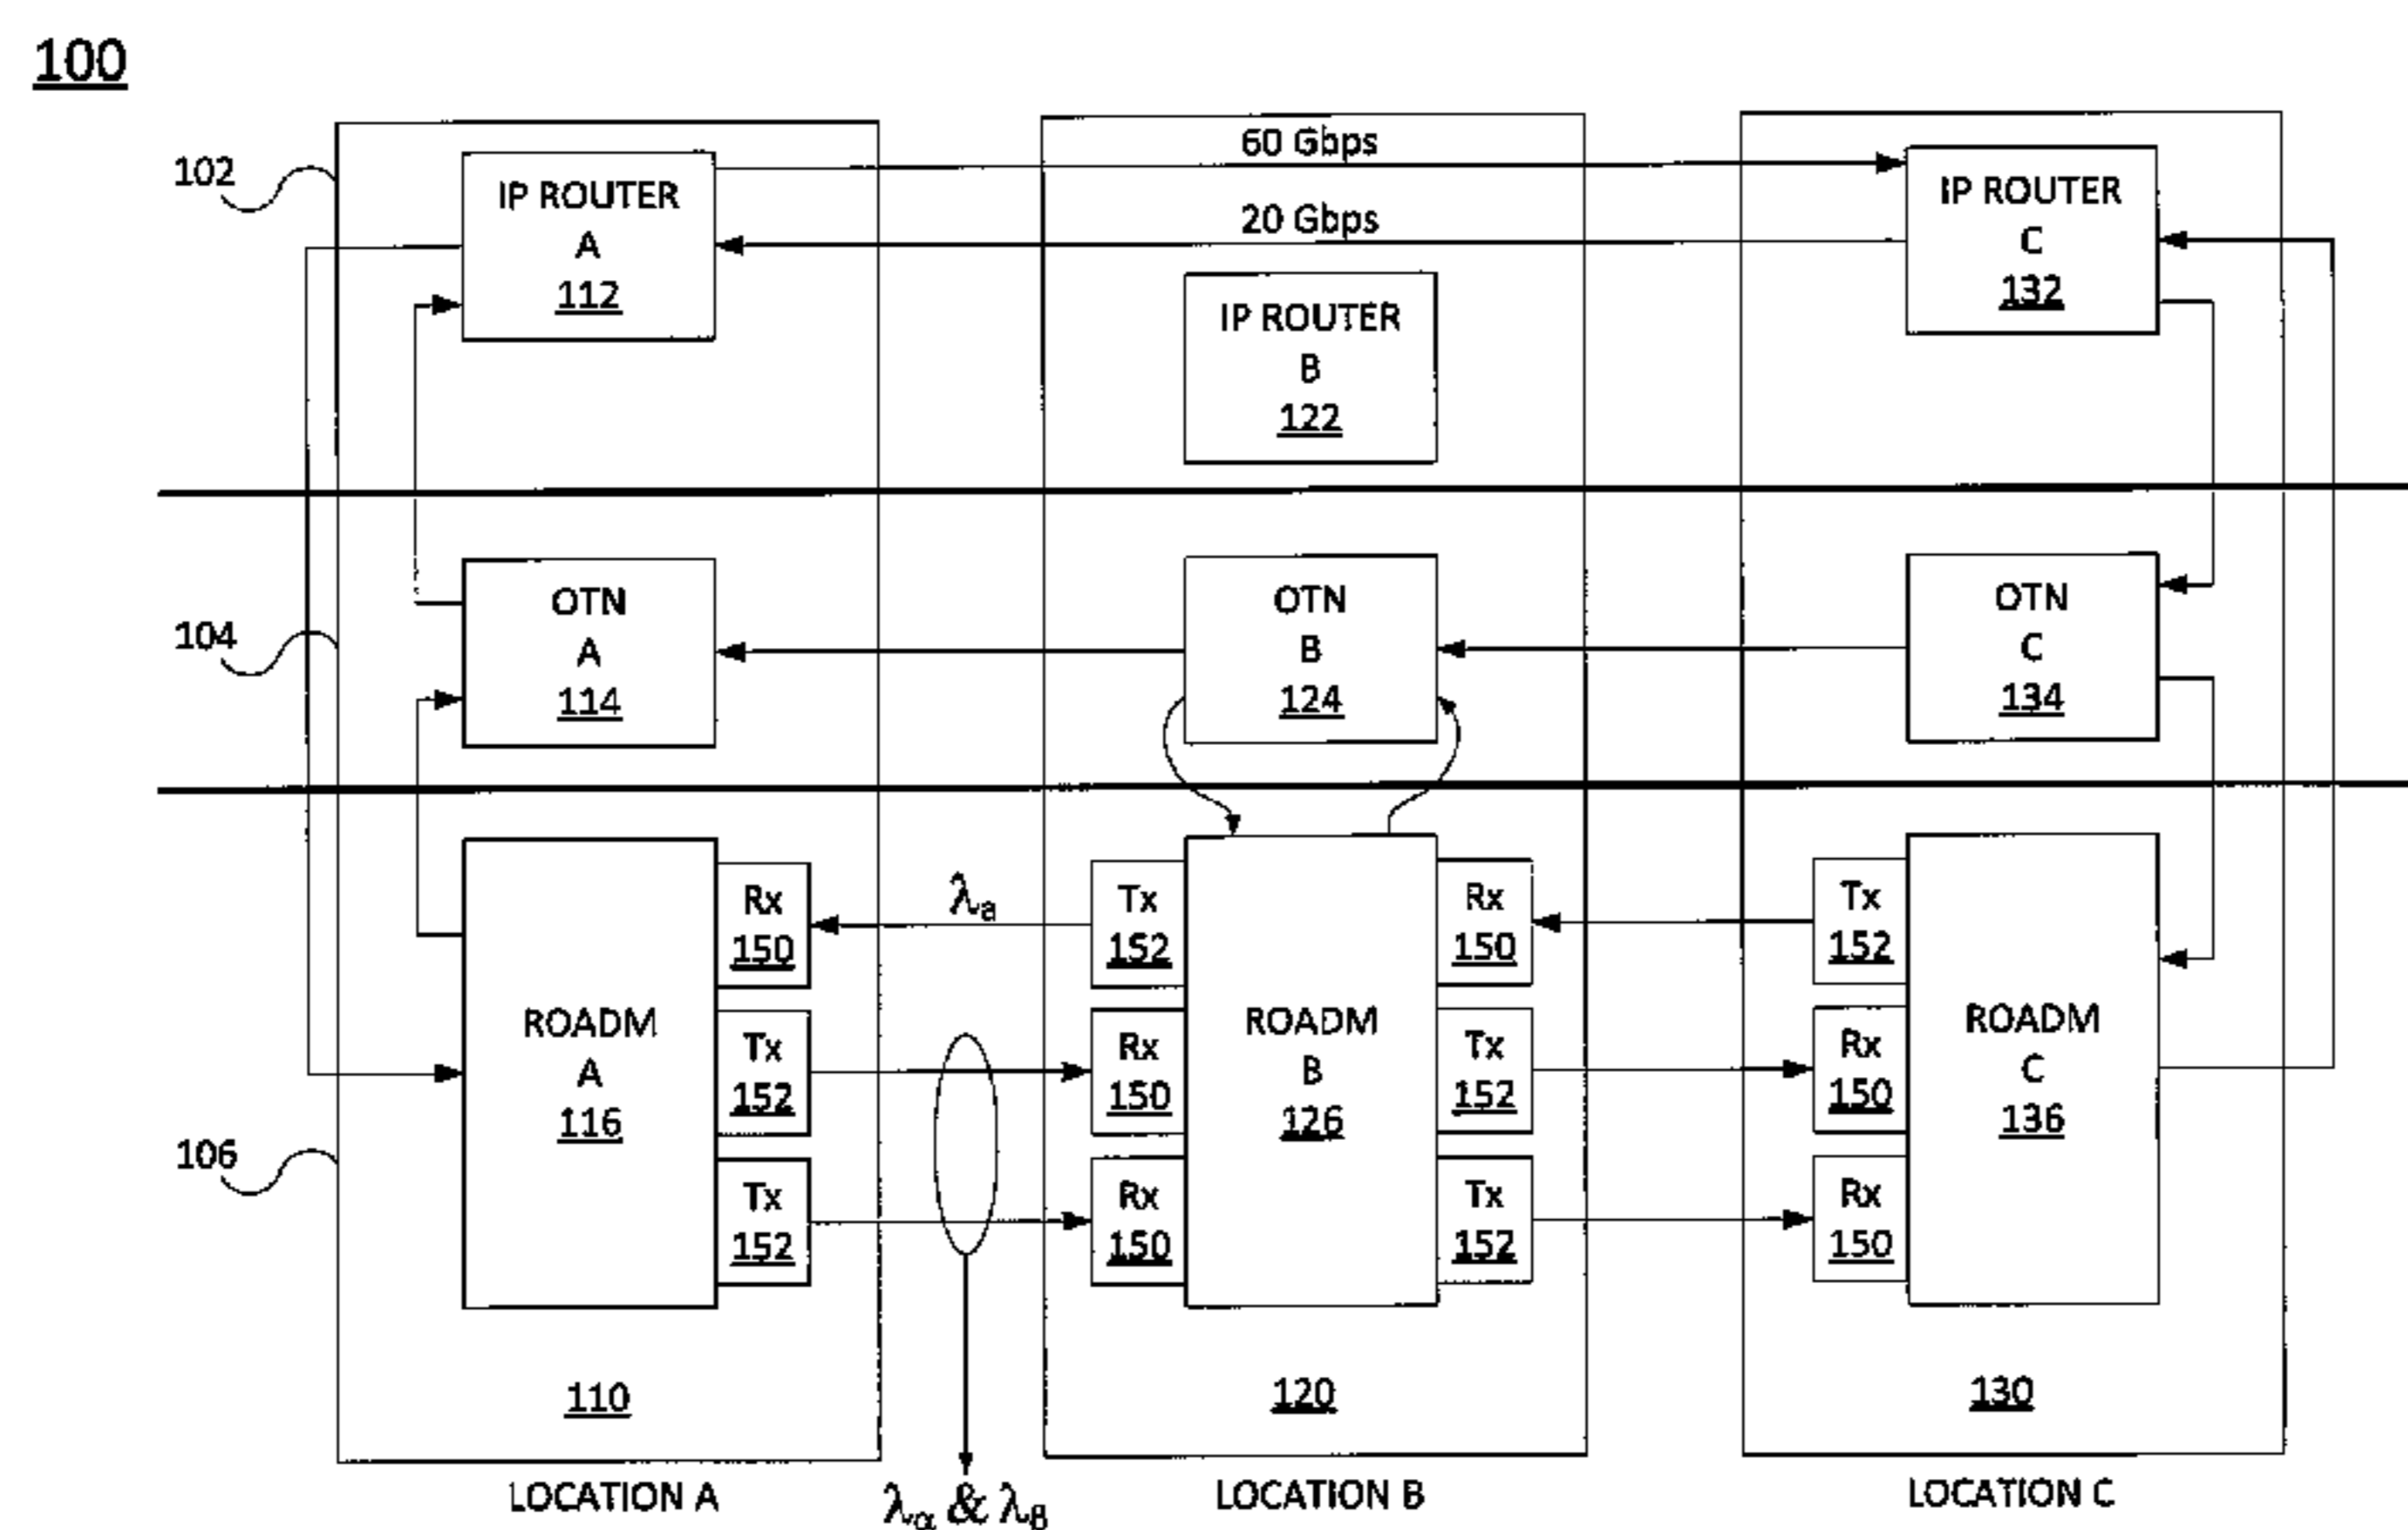 100
102
60 Gbps
20 Gbps
IP ROUTER
A
112
IP ROUTER
B
122
IP ROUTER
C
132
104
OTN
A
114
OTN
B
124
OTN
C
134
106
ROADM
A
116
Rx
150
Tx
152
Tx
152
λa
Tx
152
Rx
150
Rx
150
ROADM
B
126
Rx
150
Tx
152
Tx
152
Tx
152
Rx
150
Rx
150
ROADM
C
136
110
120
130
LOCATION A
λα & λβ
LOCATION B
LOCATION C